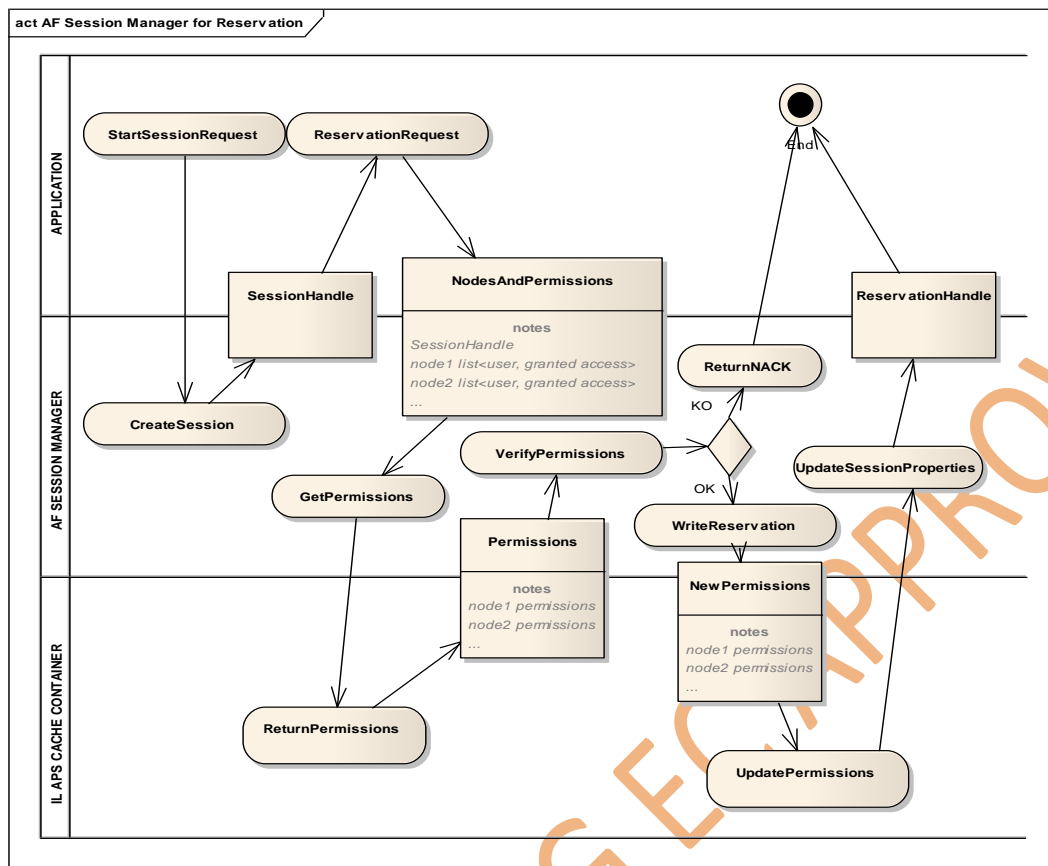 act AF Session Manager for Reservation
APPLICATION
StartSessionRequest
ReservationRequest
End
SessionHandle
NodesAndPermissions
notes
SessionHandle
node1 list<user, granted access>
node2 list<user, granted access>
...
ReservationHandle
AF SESSION MANAGER
CreateSession
GetPermissions
VerifyPermissions
ReturnNACK
KO
OK
WriteReservation
UpdateSessionProperties
Permissions
notes
node1 permissions
node2 permissions
...
NewPermissions
notes
node1 permissions
node2 permissions
...
IL APS CACHE CONTAINER
ReturnPermissions
UpdatePermissions
G EC APPRO